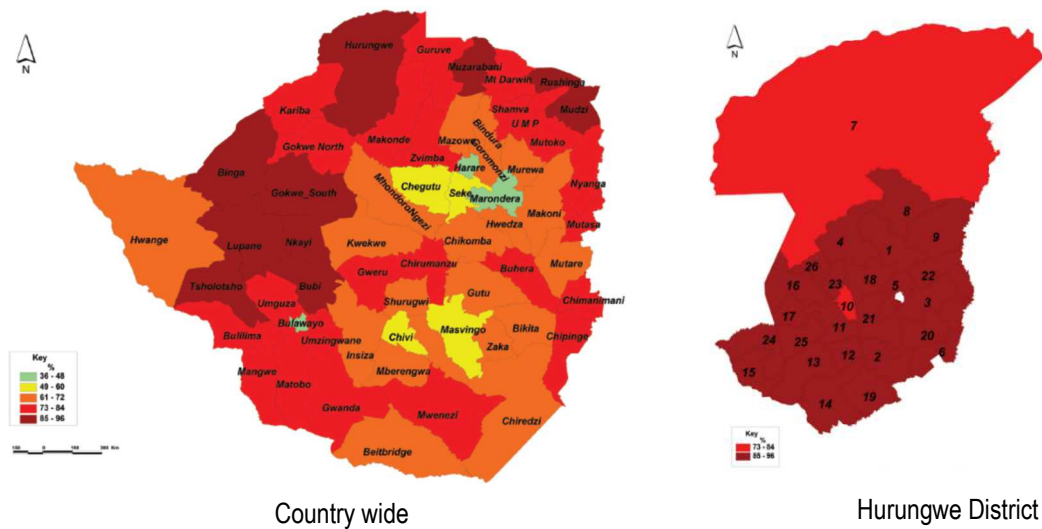 N
Hurungwe
Guruve
Muzarabani
Mt Darwin
Rushinga
Mudzi
Kariba
Shamva
U M P
Gokwe North
Makonde
Mazowe
Bindura
Mutoko
Zvimba
Harare
Goromonzi
Murewa
Binga
Chegutu
Seke
Marondera
Nyanga
Gokwe_South
MhondoroNgezi
Makoni
Mutasa
Hwange
Hwedza
Lupane
Nkayi
Kwekwe
Chikomba
Mutare
Gweru
Chirumanzu
Buhera
Tsholotsho
Bubi
Umguza
Shurugwi
Gutu
Chimanimani
Bulawayo
Bulilima
Umzingwane
Chivi
Masvingo
Bikita
Chipinge
Insiza
Zaka
Mangwe
Matobo
Mberengwa
Gwanda
Mwenezi
Chiredzi
Beitbridge
Key
%
36 - 48
49 - 60
61 - 72
73 - 84
85 - 96
0
Km
Country wide
N
7
8
4
1
9
26
16
23
18
5
22
10
3
17
11
21
24
25
20
12
2
6
13
15
14
19
Key
%
73 - 84
85 - 96
Hurungwe District